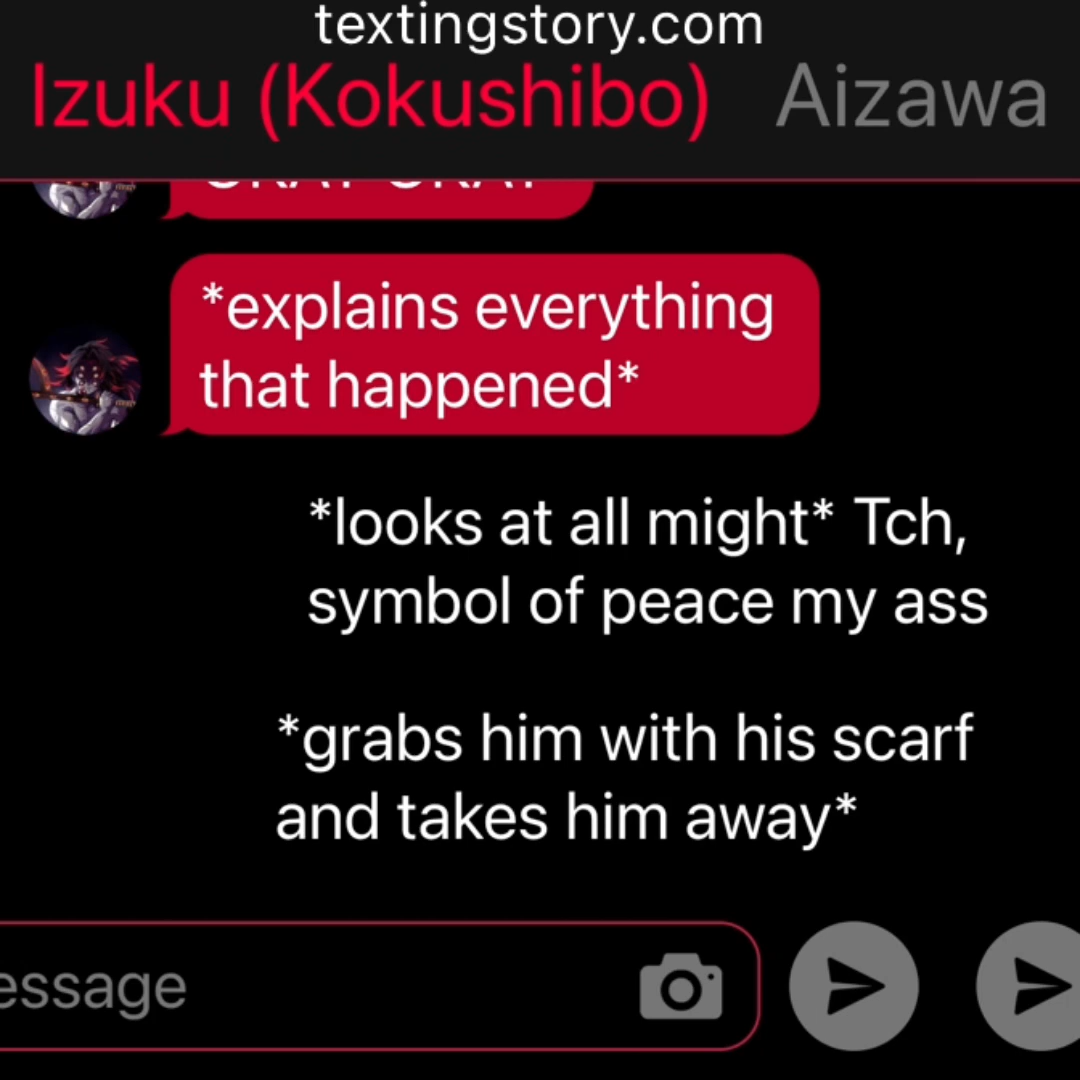 textingstory.com
Izuku (Kokushibo) Aizawa
*explains everything
that happened*
*looks at all might* Tch,
symbol of peace my ass
*grabs him with his scarf
and takes him away*
essage